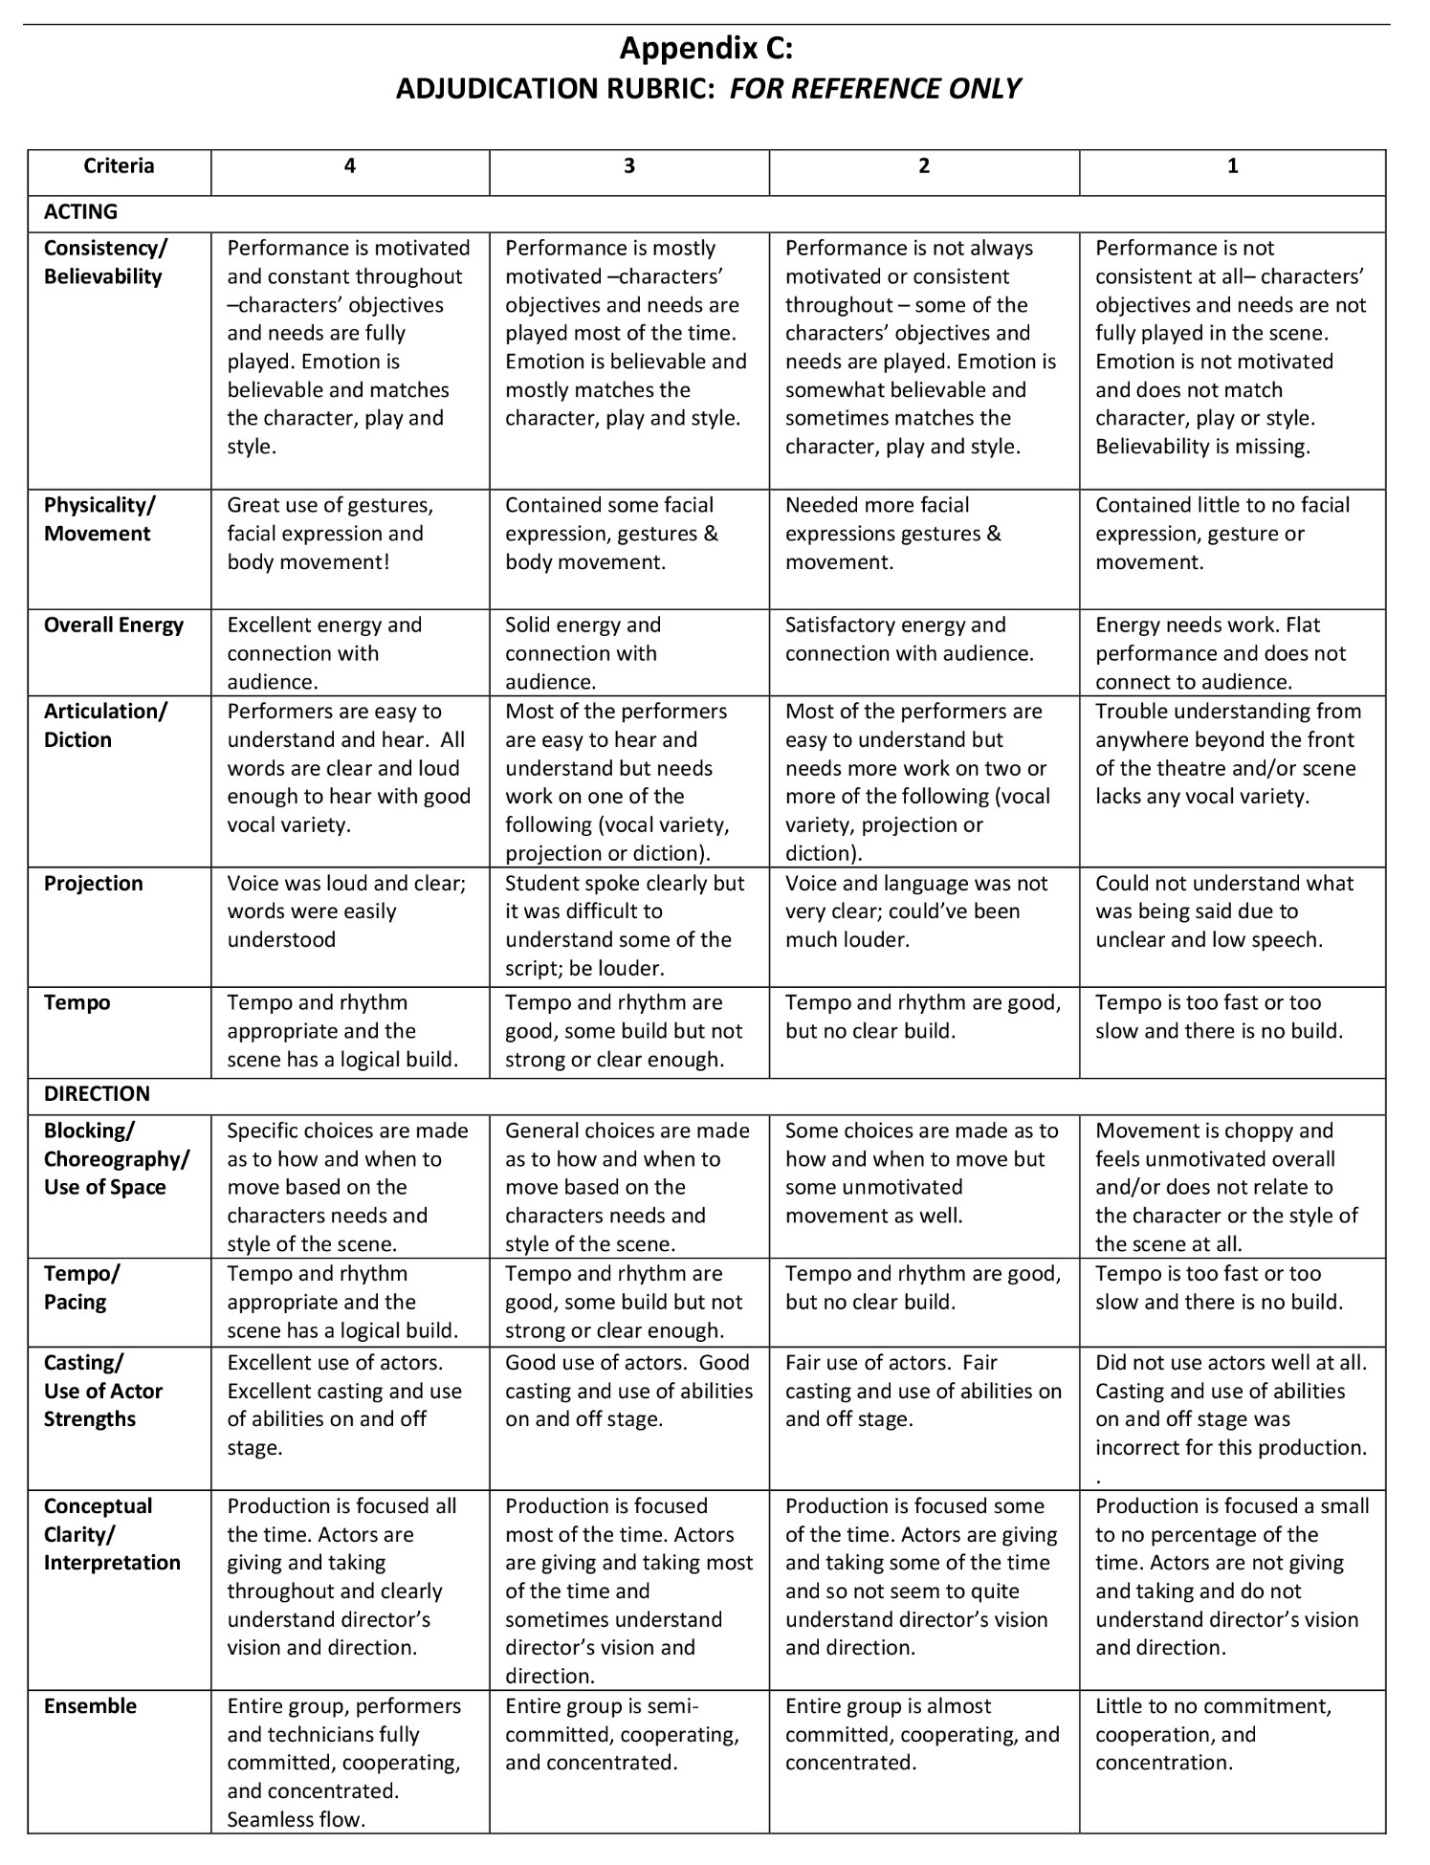 Appendix C:
ADJUDICATION RUBRIC:  FOR REFERENCE ONLY
Criteria
4
3
2
1
ACTING
Consistency/
Believability
Performance is motivated
and constant throughout
–characters’ objectives
and needs are fully
played. Emotion is
believable and matches
the character, play and
style.
Performance is mostly
motivated –characters’
objectives and needs are
played most of the time.
Emotion is believable and
mostly matches the
character, play and style.
Performance is not always
motivated or consistent
throughout – some of the
characters’ objectives and
needs are played. Emotion is
somewhat believable and
sometimes matches the
character, play and style.
Performance is not
consistent at all– characters’
objectives and needs are not
fully played in the scene.
Emotion is not motivated
and does not match
character, play or style.
Believability is missing.
Physicality/
Movement
Great use of gestures,
facial expression and
body movement!
Contained some facial
expression, gestures &
body movement.
Needed more facial
expressions gestures &
movement.
Contained little to no facial
expression, gesture or
movement.
Overall Energy
Excellent energy and
connection with
audience.
Solid energy and
connection with
audience.
Satisfactory energy and
connection with audience.
Energy needs work. Flat
performance and does not
connect to audience.
Articulation/
Diction
Performers are easy to
understand and hear.  All
words are clear and loud
enough to hear with good
vocal variety.
Most of the performers
are easy to hear and
understand but needs
work on one of the
following (vocal variety,
projection or diction).
Most of the performers are
easy to understand but
needs more work on two or
more of the following (vocal
variety, projection or
diction).
Trouble understanding from
anywhere beyond the front
of the theatre and/or scene
lacks any vocal variety.
Projection
Voice was loud and clear;
words were easily
understood
Student spoke clearly but
it was difficult to
understand some of the
script; be louder.
Voice and language was not
very clear; could’ve been
much louder.
Could not understand what
was being said due to
unclear and low speech.
Tempo
Tempo and rhythm
appropriate and the
scene has a logical build.
Tempo and rhythm are
good, some build but not
strong or clear enough.
Tempo and rhythm are good,
but no clear build.
Tempo is too fast or too
slow and there is no build.
DIRECTION
Blocking/
Choreography/
Use of Space
Specific choices are made
as to how and when to
move based on the
characters needs and
style of the scene.
General choices are made
as to how and when to
move based on the
characters needs and
style of the scene.
Some choices are made as to
how and when to move but
some unmotivated
movement as well.
Movement is choppy and
feels unmotivated overall
and/or does not relate to
the character or the style of
the scene at all.
Tempo/
Pacing
Tempo and rhythm
appropriate and the
scene has a logical build.
Tempo and rhythm are
good, some build but not
strong or clear enough.
Tempo and rhythm are good,
but no clear build.
Tempo is too fast or too
slow and there is no build.
Casting/
Use of Actor
Strengths
Excellent use of actors.
Excellent casting and use
of abilities on and off
stage.
Good use of actors.  Good
casting and use of abilities
on and off stage.
Fair use of actors.  Fair
casting and use of abilities on
and off stage.
Did not use actors well at all.
Casting and use of abilities
on and off stage was
incorrect for this production.
.
Conceptual
Clarity/
Interpretation
Production is focused all
the time. Actors are
giving and taking
throughout and clearly
understand director’s
vision and direction.
Production is focused
most of the time. Actors
are giving and taking most
of the time and
sometimes understand
director’s vision and
direction.
Production is focused some
of the time. Actors are giving
and taking some of the time
and so not seem to quite
understand director’s vision
and direction.
Production is focused a small
to no percentage of the
time. Actors are not giving
and taking and do not
understand director’s vision
and direction.
Ensemble
Entire group, performers
and technicians fully
committed, cooperating,
and concentrated.
Seamless flow.
Entire group is semi-
committed, cooperating,
and concentrated.
Entire group is almost
committed, cooperating, and
concentrated.
Little to no commitment,
cooperation, and
concentration.